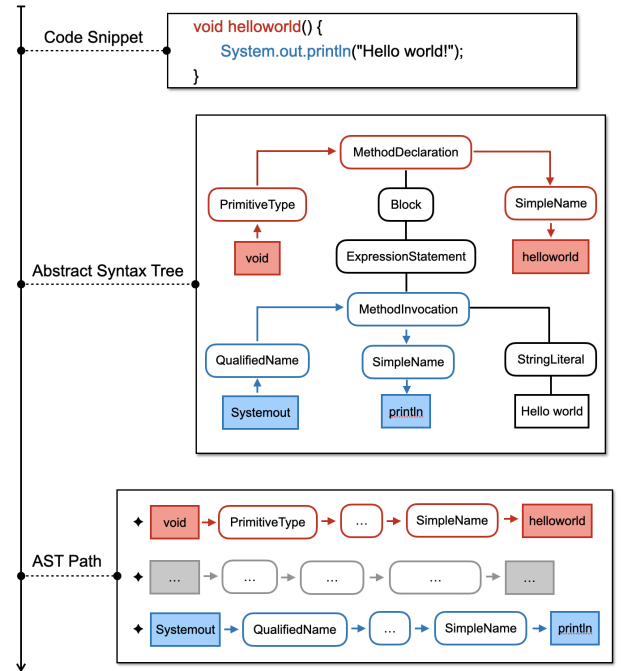 Code Snippet
void helloworld() {
System.out.println("Hello world!");
}
Abstract Syntax Tree
MethodDeclaration
PrimitiveType
Block
SimpleName
void
ExpressionStatement
helloworld
MethodInvocation
QualifiedName
SimpleName
StringLiteral
Systemout
println
Hello world
AST Path
void PrimitiveType ... SimpleName helloworld
... ... ... ... ...
Systemout QualifiedName ... SimpleName println